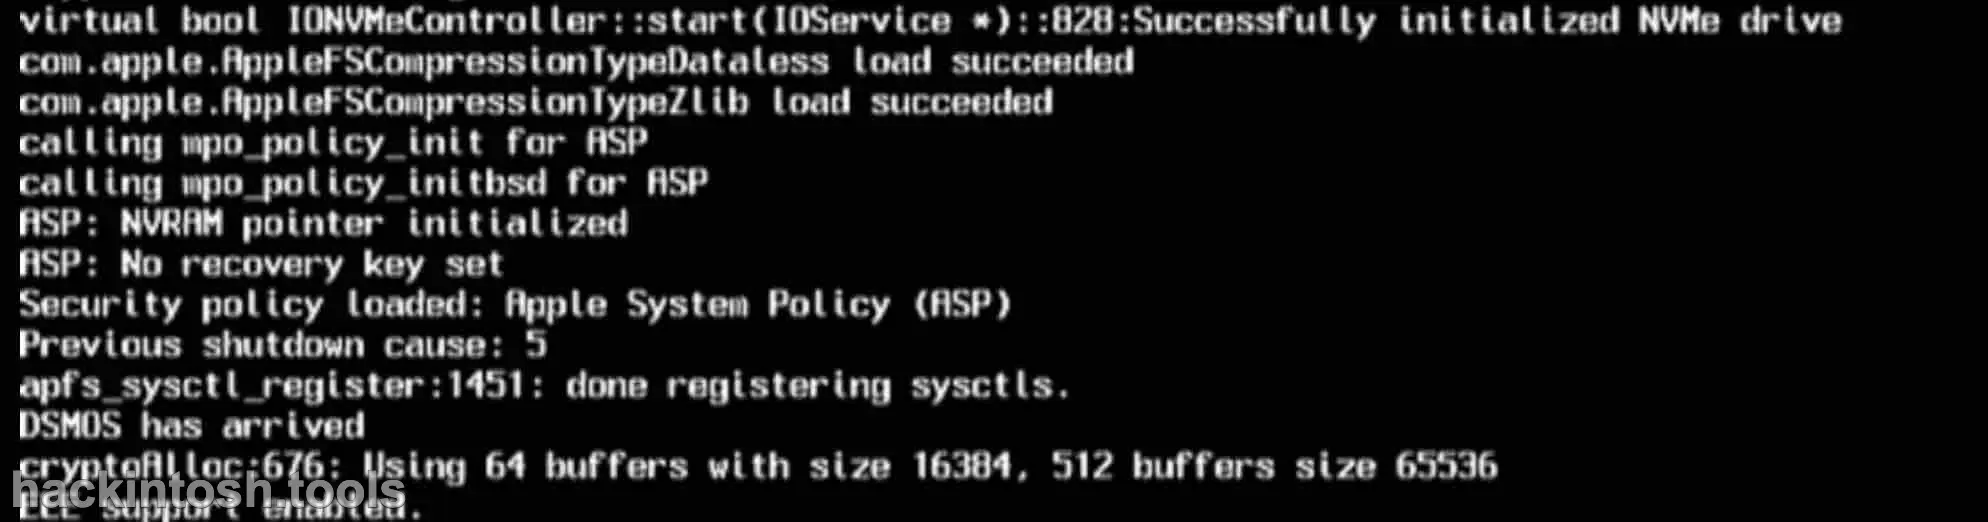 virtual bool IONVMeController::start(IOService *)::828:Successfully initialized NVMe drive
com.apple.AppleFSCompressionTypeDataless load succeeded
com.apple.AppleFSCompressionTypeZlib load succeeded
calling mpo_policy_init for ASP
calling mpo_policy_initbsd for ASP
ASP: NVRAM pointer initialized
ASP: No recovery key set
Security policy loaded: Apple System Policy (ASP)
Previous shutdown cause: 5
apfs_sysctl_register:1451: done registering sysctls.
DSMOS has arrived
cryptoAlloc:676: Using 64 buffers with size 16384, 512 buffers size 65536
hackintosh.tools
EEE support enabled.